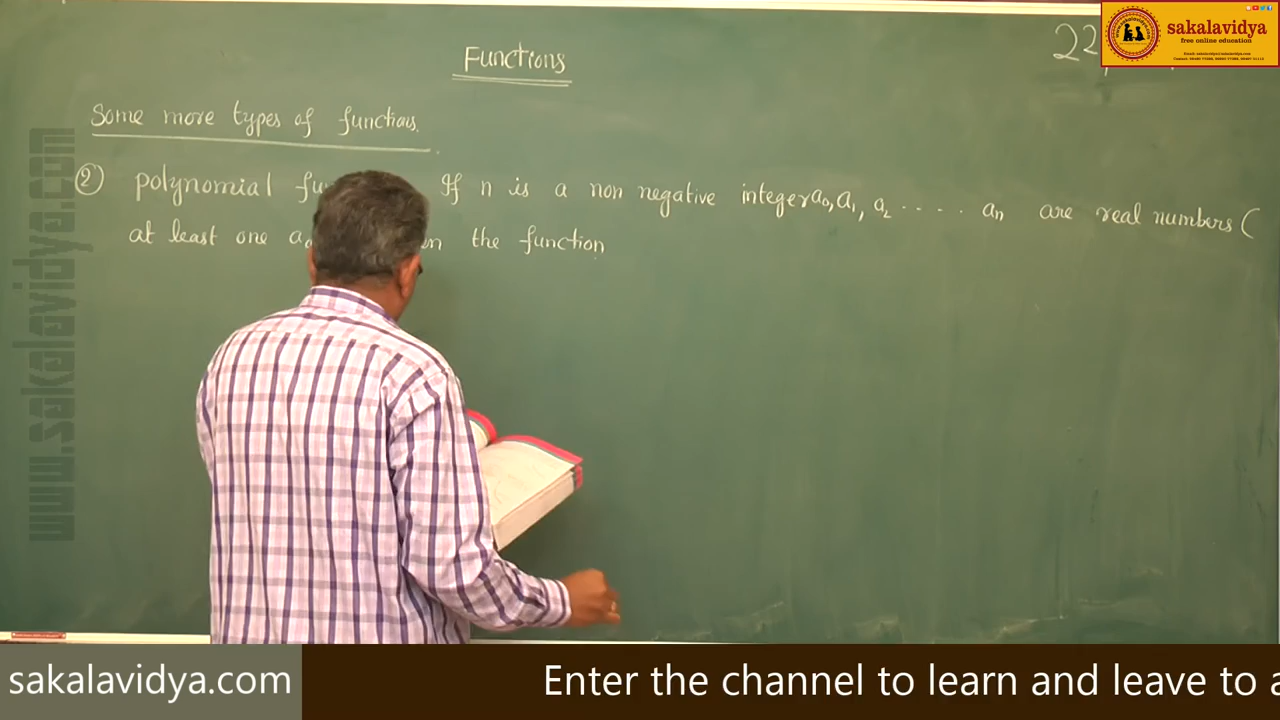 Functions
22
sakalavidya
free online education
Some more types of functions.
② polynomial If n is a non negative integer a₀, a₁, a₂ ..... aₙ are real numbers (
at least one the function
www.sakalavidya.com
sakalavidya.com
Enter the channel to learn and leave to